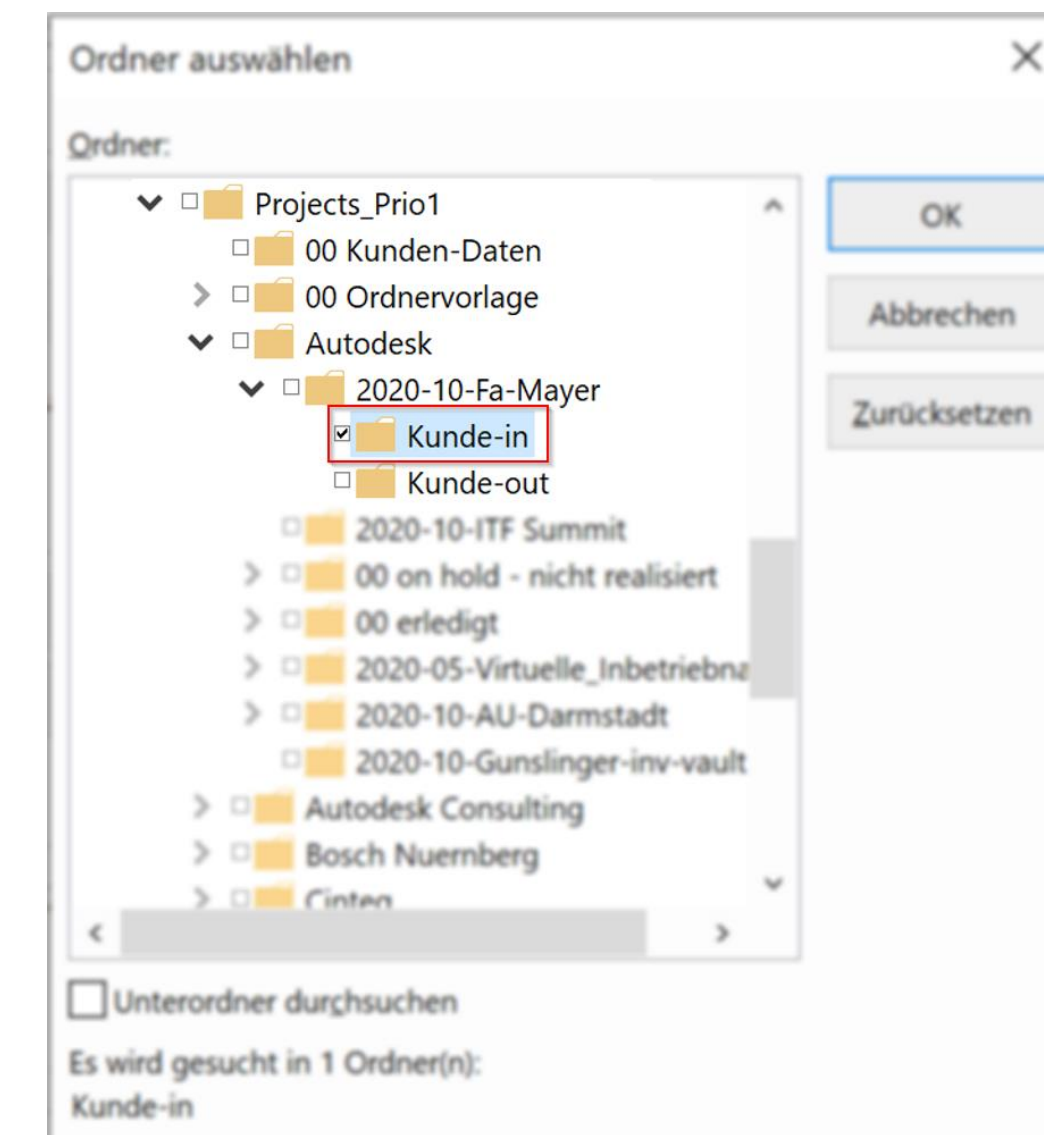 Ordner auswählen
Ordner:
Projects_Prio1
00 Kunden-Daten
00 Ordnervorlage
Autodesk
2020-10-Fa-Mayer
Kunde-in
Kunde-out
2020-10-ITF Summit
00 on hold - nicht realisiert
00 erledigt
2020-05-Virtuelle_Inbetriebna
2020-10-AU-Darmstadt
2020-10-Gunslinger-inv-vault
Autodesk Consulting
Bosch Nuernberg
Cinteg
OK
Abbrechen
Zurücksetzen
Unterordner durchsuchen
Es wird gesucht in 1 Ordner(n):
Kunde-in